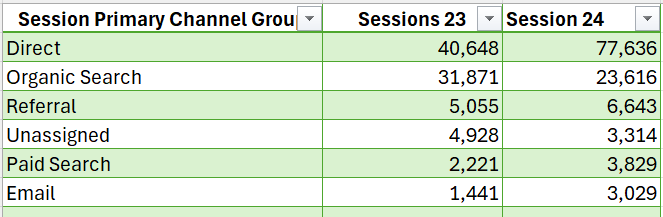 Session Primary Channel Grou Sessions 23 Session 24
Direct 40,648 77,636
Organic Search 31,871 23,616
Referral 5,055 6,643
Unassigned 4,928 3,314
Paid Search 2,221 3,829
Email 1,441 3,029